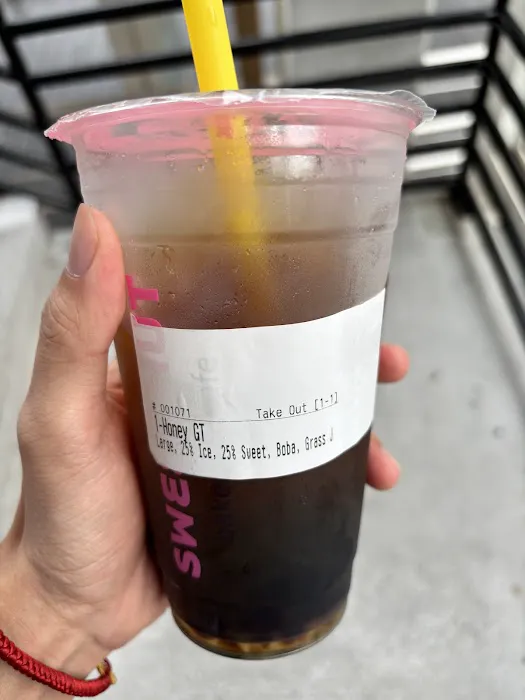 # 001071 Take Out [1-1]
1-Honey GT
Large, 25% Ice, 25% Sweet, Boba, Grass J